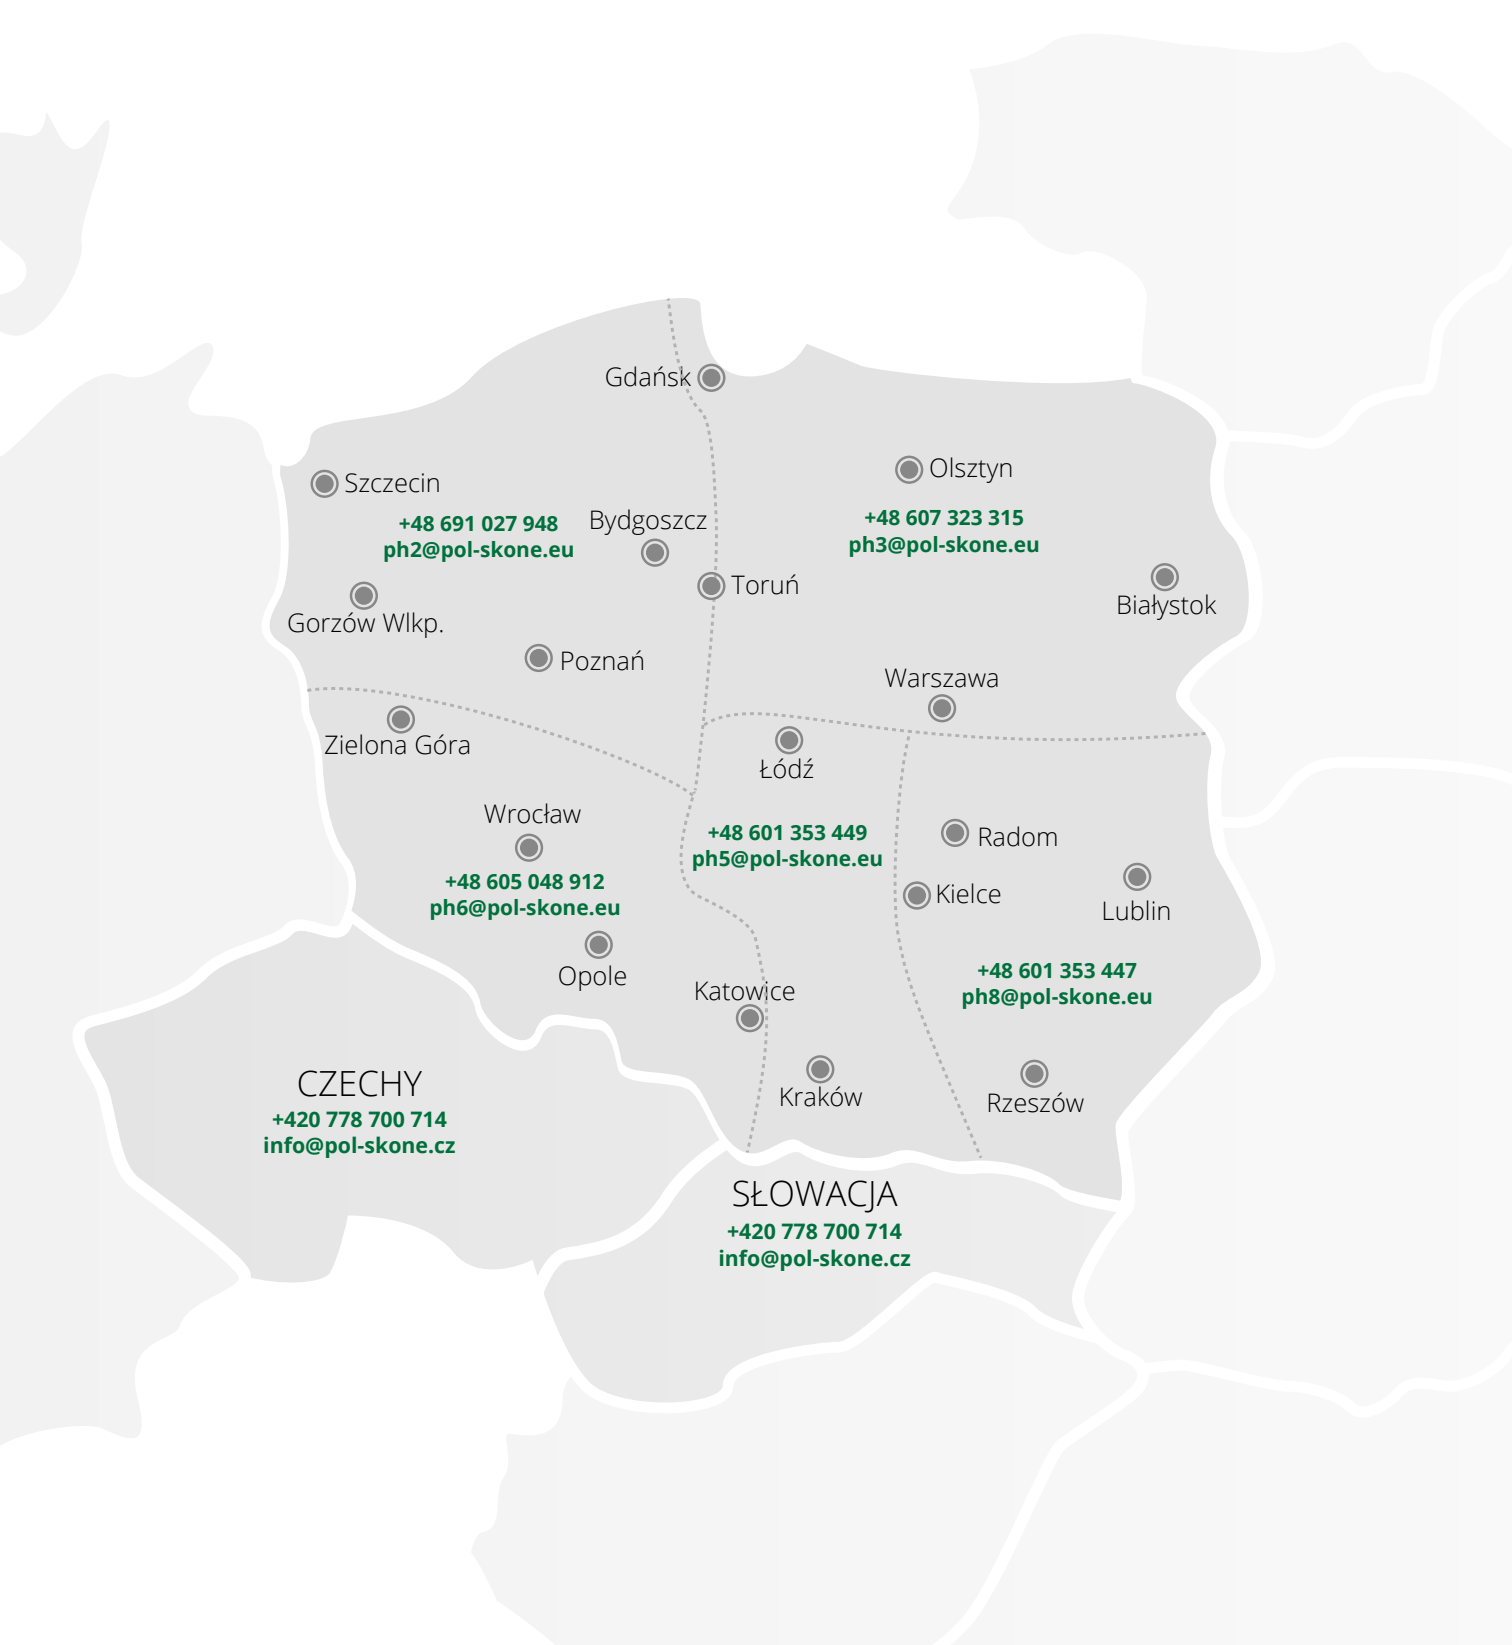 Gdańsk
Olsztyn
Szczecin
+48 607 323 315
ph3@pol-skone.eu
Bydgoszcz
+48 691 027 948
ph2@pol-skone.eu
Toruń
Białystok
Gorzów Wlkp.
Poznań
Warszawa
Zielona Góra
Łódź
Wrocław
+48 601 353 449
ph5@pol-skone.eu
Radom
+48 605 048 912
ph6@pol-skone.eu
Kielce
Lublin
Opole
+48 601 353 447
ph8@pol-skone.eu
Katowice
Kraków
Rzeszów
CZECHY
+420 778 700 714
info@pol-skone.cz
SŁOWACJA
+420 778 700 714
info@pol-skone.cz